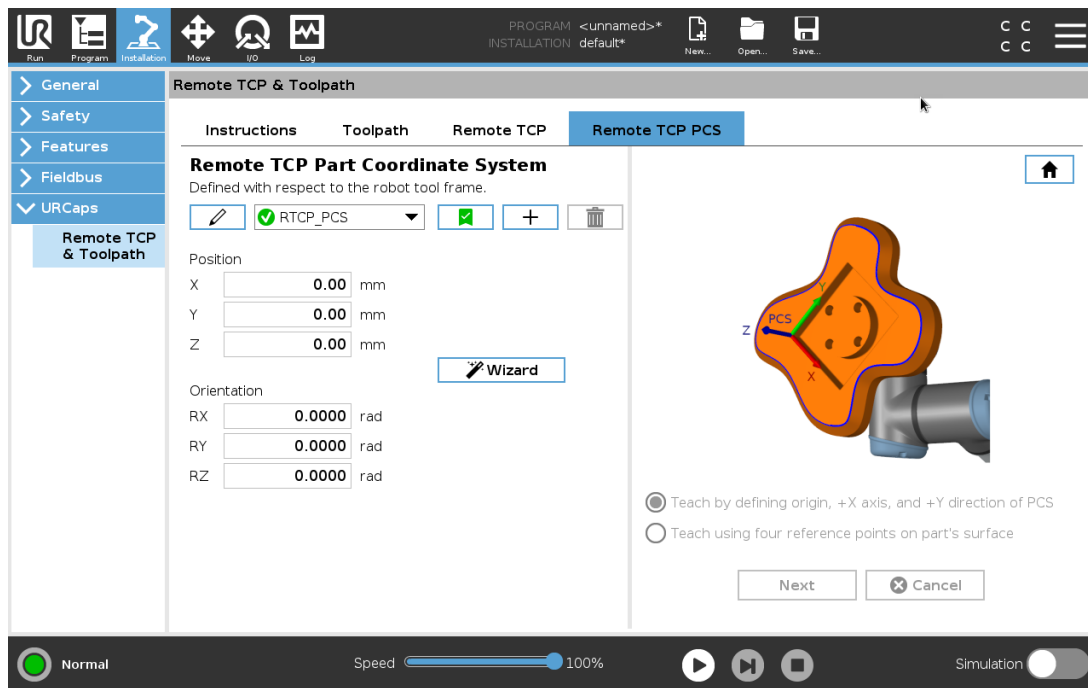 PROGRAM <unnamed>*
INSTALLATION default*
Run Program Installation Move I/O Log New... Open... Save...
C C
C C
General
Safety
Features
Fieldbus
URCaps
Remote TCP
& Toolpath
Remote TCP & Toolpath
Instructions Toolpath Remote TCP Remote TCP PCS
Remote TCP Part Coordinate System
Defined with respect to the robot tool frame.
RTCP_PCS
Position
X 0.00 mm
Y 0.00 mm
Z 0.00 mm
Wizard
Orientation
RX 0.0000 rad
RY 0.0000 rad
RZ 0.0000 rad
Y
PCS
Z
X
Teach by defining origin, +X axis, and +Y direction of PCS
Teach using four reference points on part's surface
Next Cancel
Normal Speed 100% Simulation